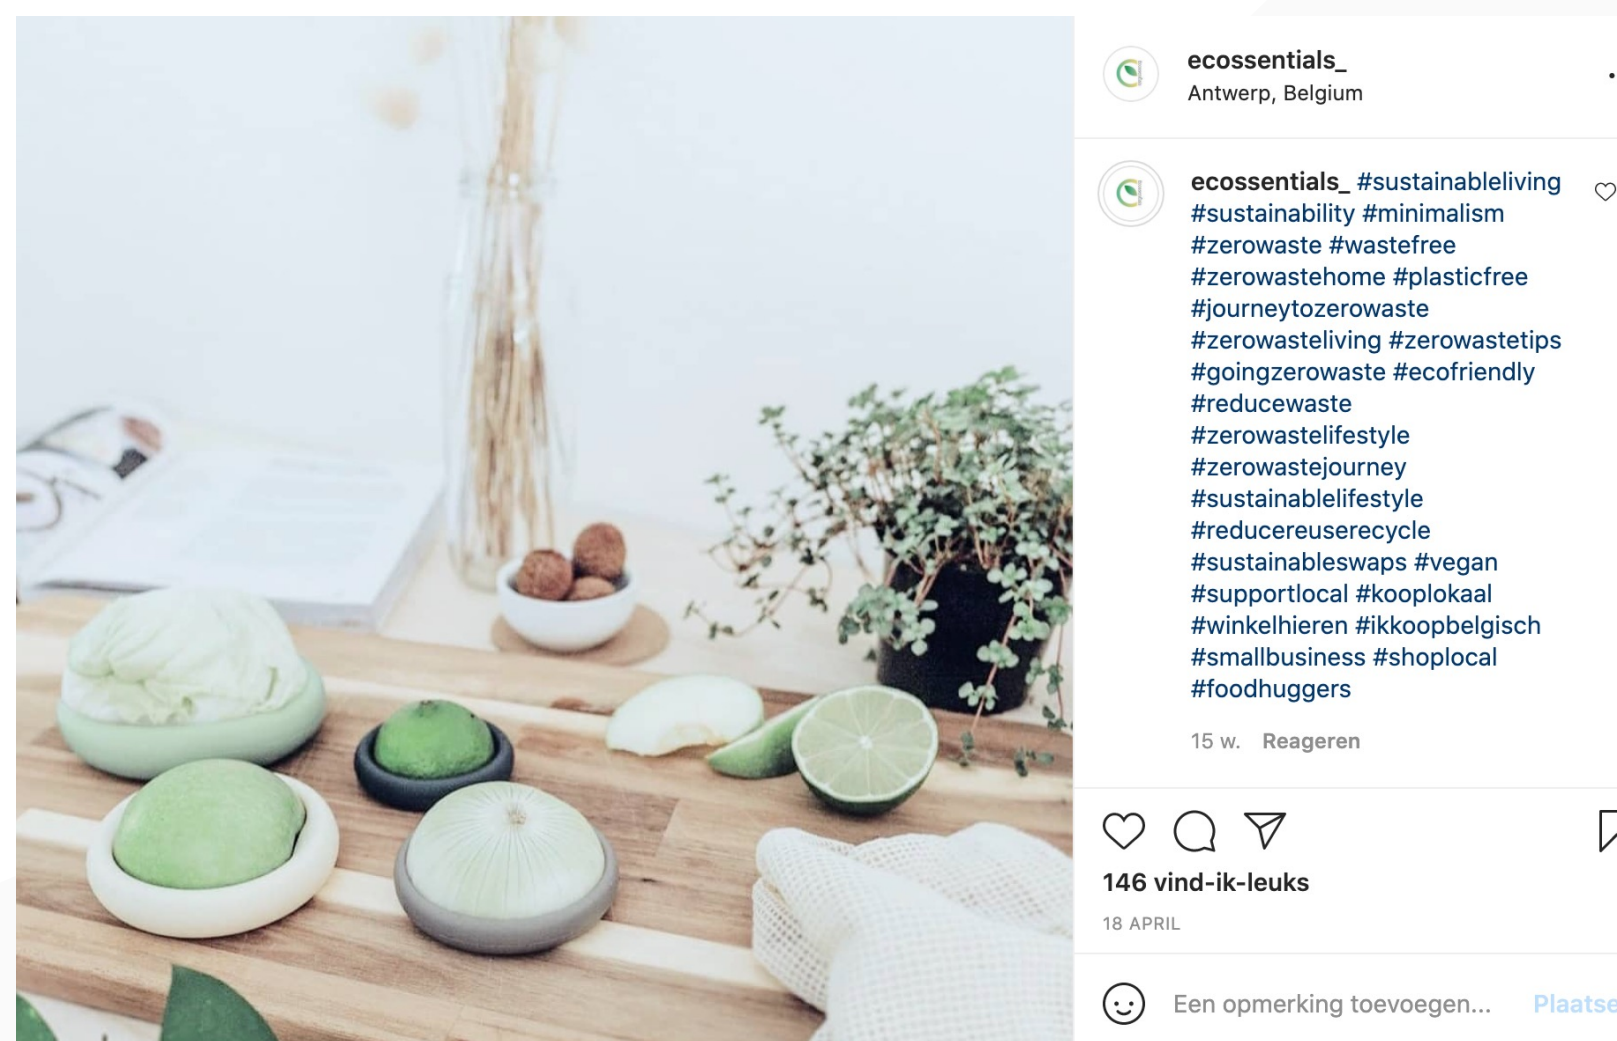 ecossentials_
Antwerp, Belgium
ecossentials_ #sustainableliving
#sustainability #minimalism
#zerowaste #wastefree
#zerowastehome #plasticfree
#journeytozerowaste
#zerowasteliving #zerowastetips
#goingzerowaste #ecofriendly
#reducewaste
#zerowastelifestyle
#zerowastejourney
#sustainablelifestyle
#reducereuserecycle
#sustainableswaps #vegan
#supportlocal #kooplokaal
#winkelhieren #ikkoopbelgisch
#smallbusiness #shoplocal
#foodhuggers
15 w. Reageren
146 vind-ik-leuks
18 APRIL
Een opmerking toevoegen... Plaatse